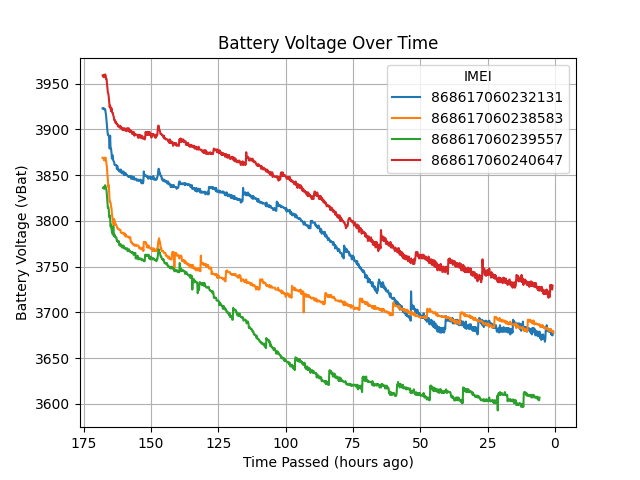 Battery Voltage Over Time
IMEI
868617060232131
868617060238583
868617060239557
868617060240647
Battery Voltage (vBat)
3950
3900
3850
3800
3750
3700
3650
3600
175 150 125 100 75 50 25 0
Time Passed (hours ago)